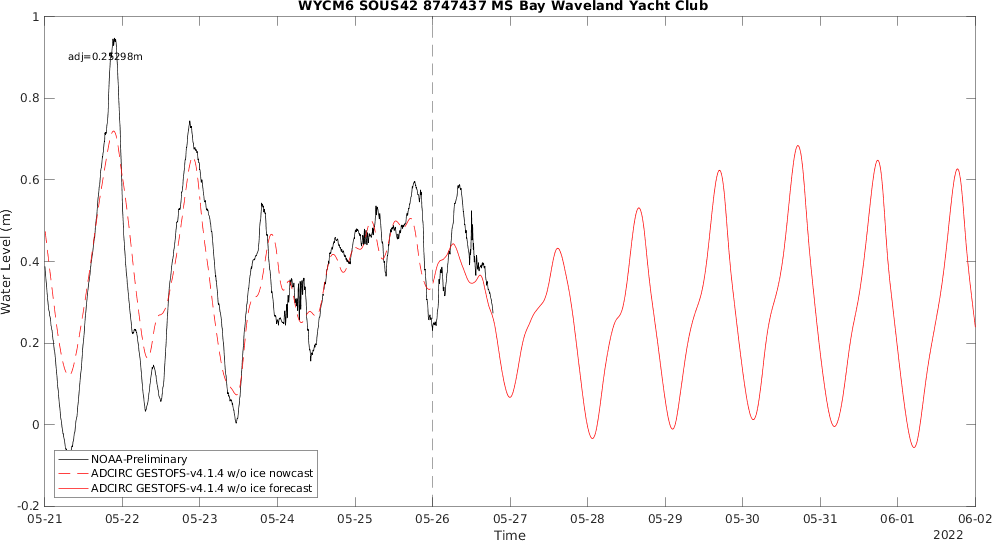 WYCM6 SOUS42 8747437 MS Bay Waveland Yacht Club
adj=0.25298m
Water Level (m)
1
0.8
0.6
0.4
0.2
0
-0.2
NOAA-Preliminary
ADCIRC GESTOFS-v4.1.4 w/o ice nowcast
ADCIRC GESTOFS-v4.1.4 w/o ice forecast
05-21 05-22 05-23 05-24 05-25 05-26 05-27 05-28 05-29 05-30 05-31 06-01 06-02
Time
2022